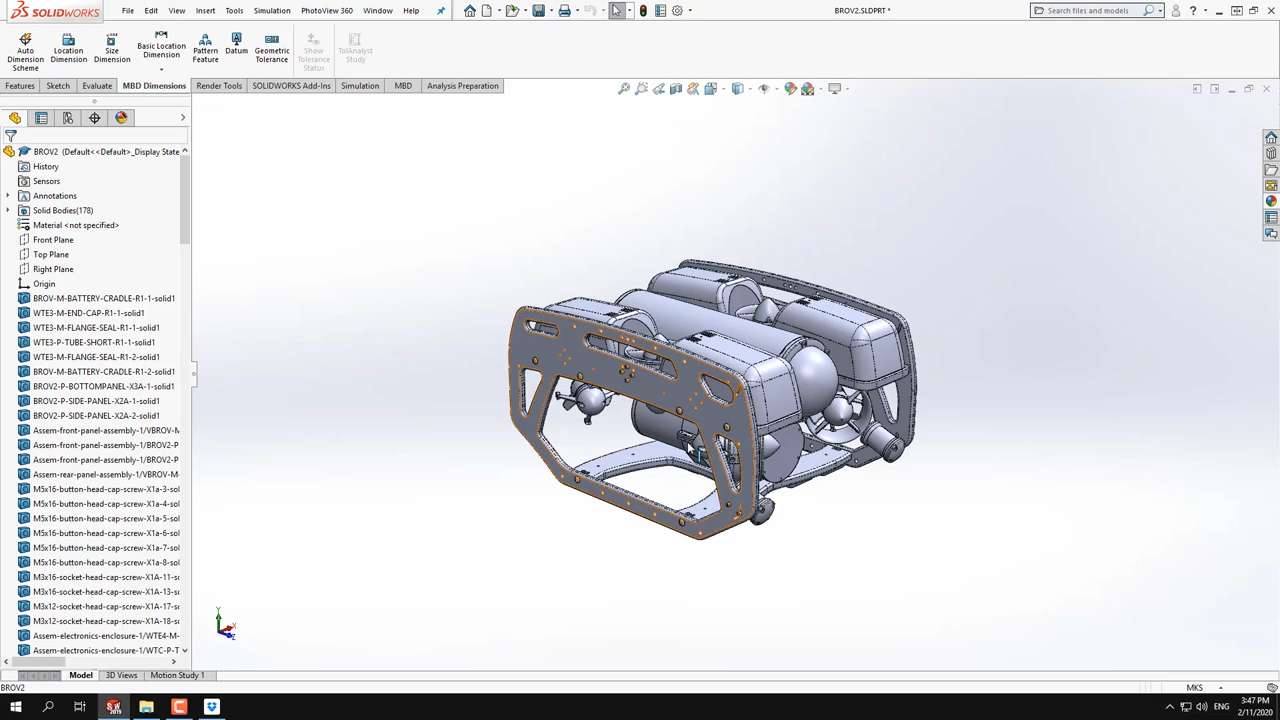 SOLIDWORKS
File Edit View Insert Tools Simulation PhotoView 360 Window Help
BROV2.SLDPRT *
Search files and models
Auto Dimension Scheme
Location Dimension
Size Dimension
Basic Location Dimension
Pattern Feature
Datum
Geometric Tolerance
Show Tolerance Status
TolAnalyst Study
Features Sketch Evaluate MBD Dimensions Render Tools SOLIDWORKS Add-Ins Simulation MBD Analysis Preparation
BROV2 (Default<<Default>_Display State
History
Sensors
Annotations
Solid Bodies(178)
Material <not specified>
Front Plane
Top Plane
Right Plane
Origin
BROV-M-BATTERY-CRADLE-R1-1-solid1
WTE3-M-END-CAP-R1-1-solid1
WTE3-M-FLANGE-SEAL-R1-1-solid1
WTE3-P-TUBE-SHORT-R1-1-solid1
WTE3-M-FLANGE-SEAL-R1-2-solid1
BROV-M-BATTERY-CRADLE-R1-2-solid1
BROV2-P-BOTTOMPANEL-X3A-1-solid1
BROV2-P-SIDE-PANEL-X2A-1-solid1
BROV2-P-SIDE-PANEL-X2A-2-solid1
Assem-front-panel-assembly-1/VBROV-M
Assem-front-panel-assembly-1/BROV2-P
Assem-front-panel-assembly-1/BROV2-P
Assem-rear-panel-assembly-1/VBROV-M-
M5x16-button-head-cap-screw-X1a-3-sol
M5x16-button-head-cap-screw-X1a-4-sol
M5x16-button-head-cap-screw-X1a-5-sol
M5x16-button-head-cap-screw-X1a-6-sol
M5x16-button-head-cap-screw-X1a-7-sol
M5x16-button-head-cap-screw-X1a-8-sol
M3x16-socket-head-cap-screw-X1A-11-so
M3x16-socket-head-cap-screw-X1A-13-so
M3x12-socket-head-cap-screw-X1A-17-so
M3x12-socket-head-cap-screw-X1A-18-so
Assem-electronics-enclosure-1/WTE4-M-
Assem-electronics-enclosure-1/WTC-P-T
Y
X
Z
Model 3D Views Motion Study 1
BROV2
MKS
ENG
3:47 PM
2/11/2020